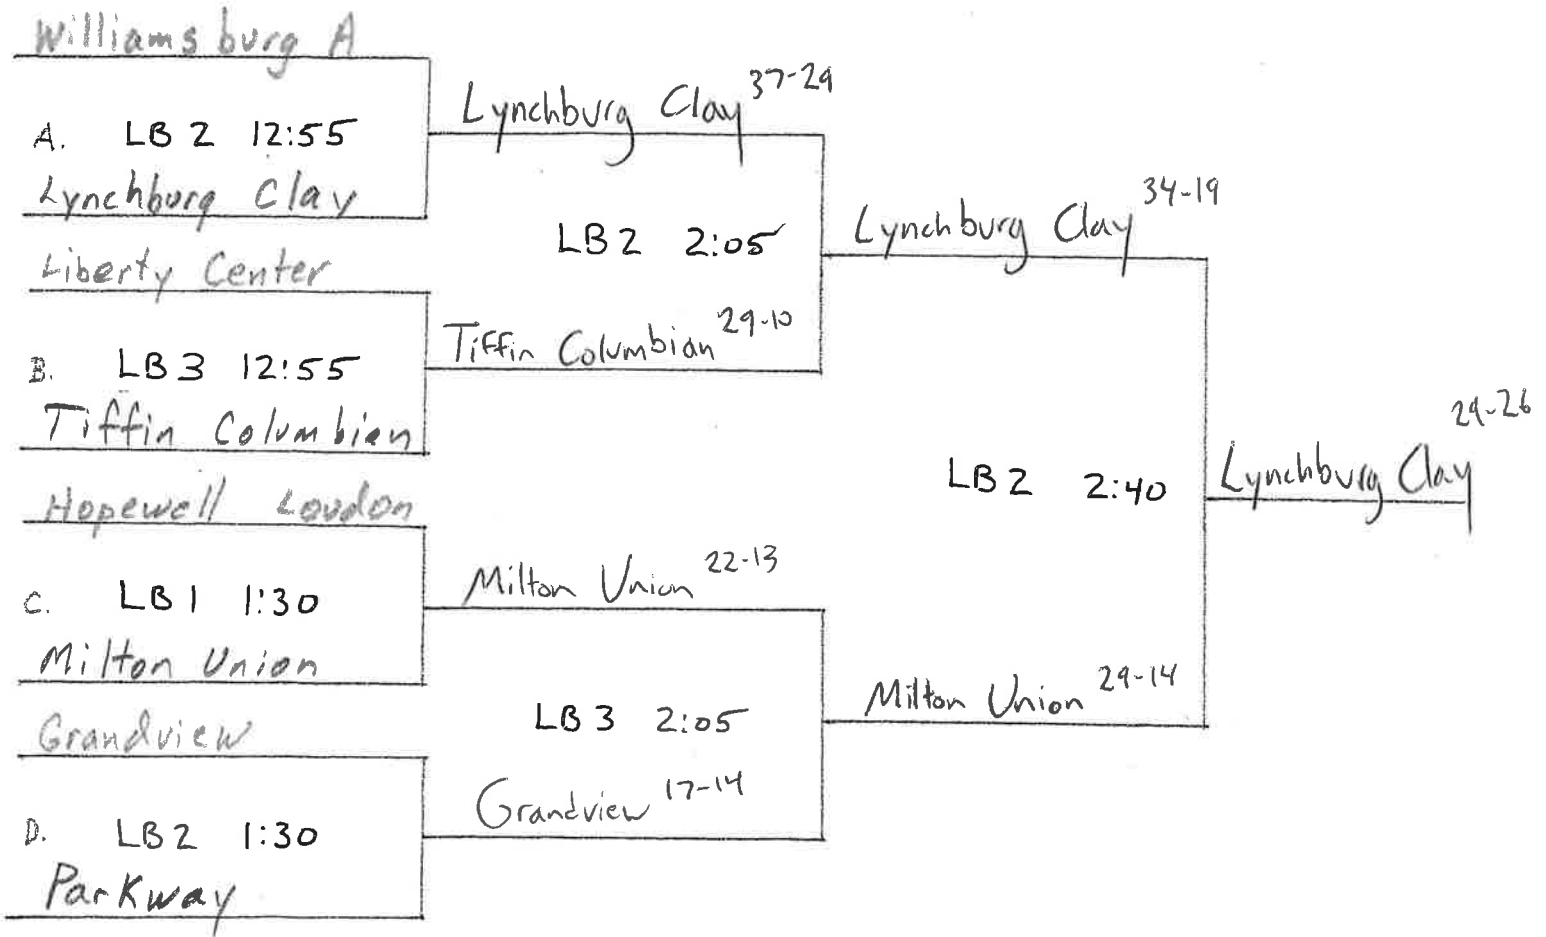 Williamsburg A
A. LB 2 12:55
Lynchburg Clay
Lynchburg Clay 37-29
Liberty Center
B. LB 3 12:55
Tiffin Columbian
Tiffin Columbian 29-10
LB 2 2:05
Lynchburg Clay 34-19
Hopewell Loudon
C. LB 1 1:30
Milton Union
Milton Union 22-13
Grandview
D. LB 2 1:30
Parkway
Grandview 17-14
LB 3 2:05
Milton Union 29-14
LB 2 2:40
Lynchburg Clay 29-26